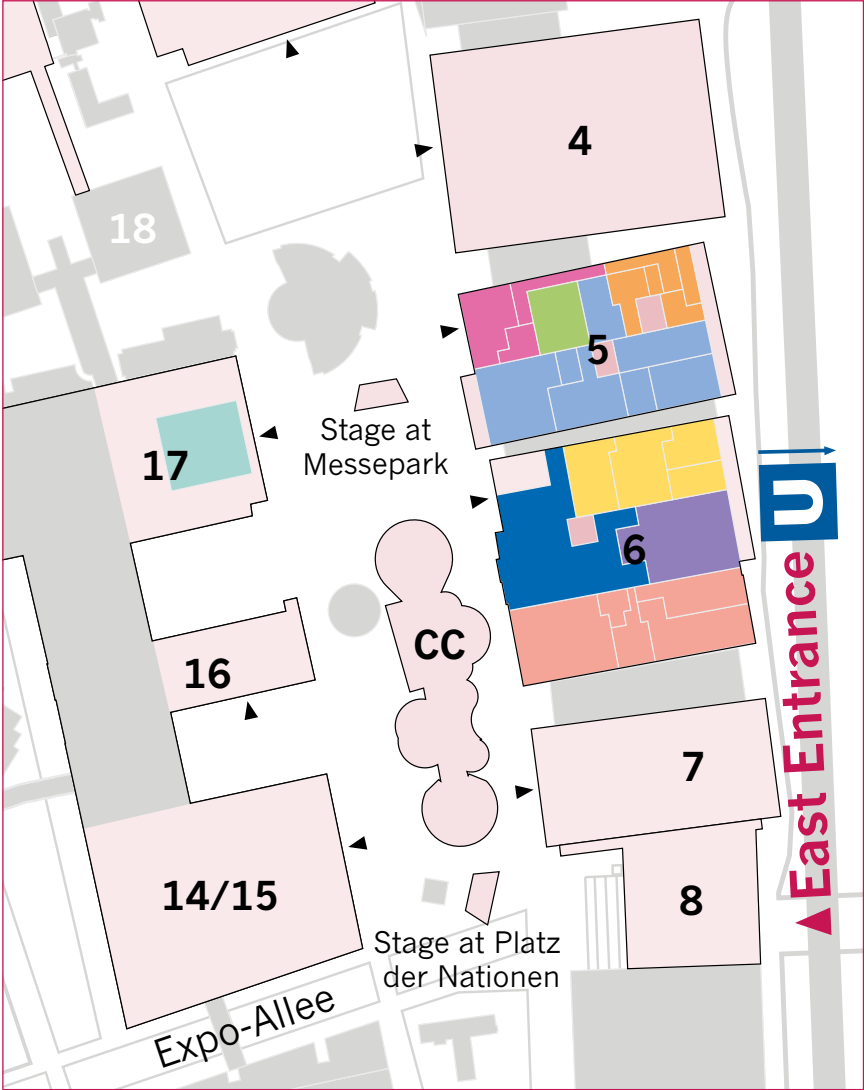 4
18
5
Stage at
Messepark
17
U
6
CC
16
East Entrance
7
14/15
8
Stage at Platz
der Nationen
Expo-Allee